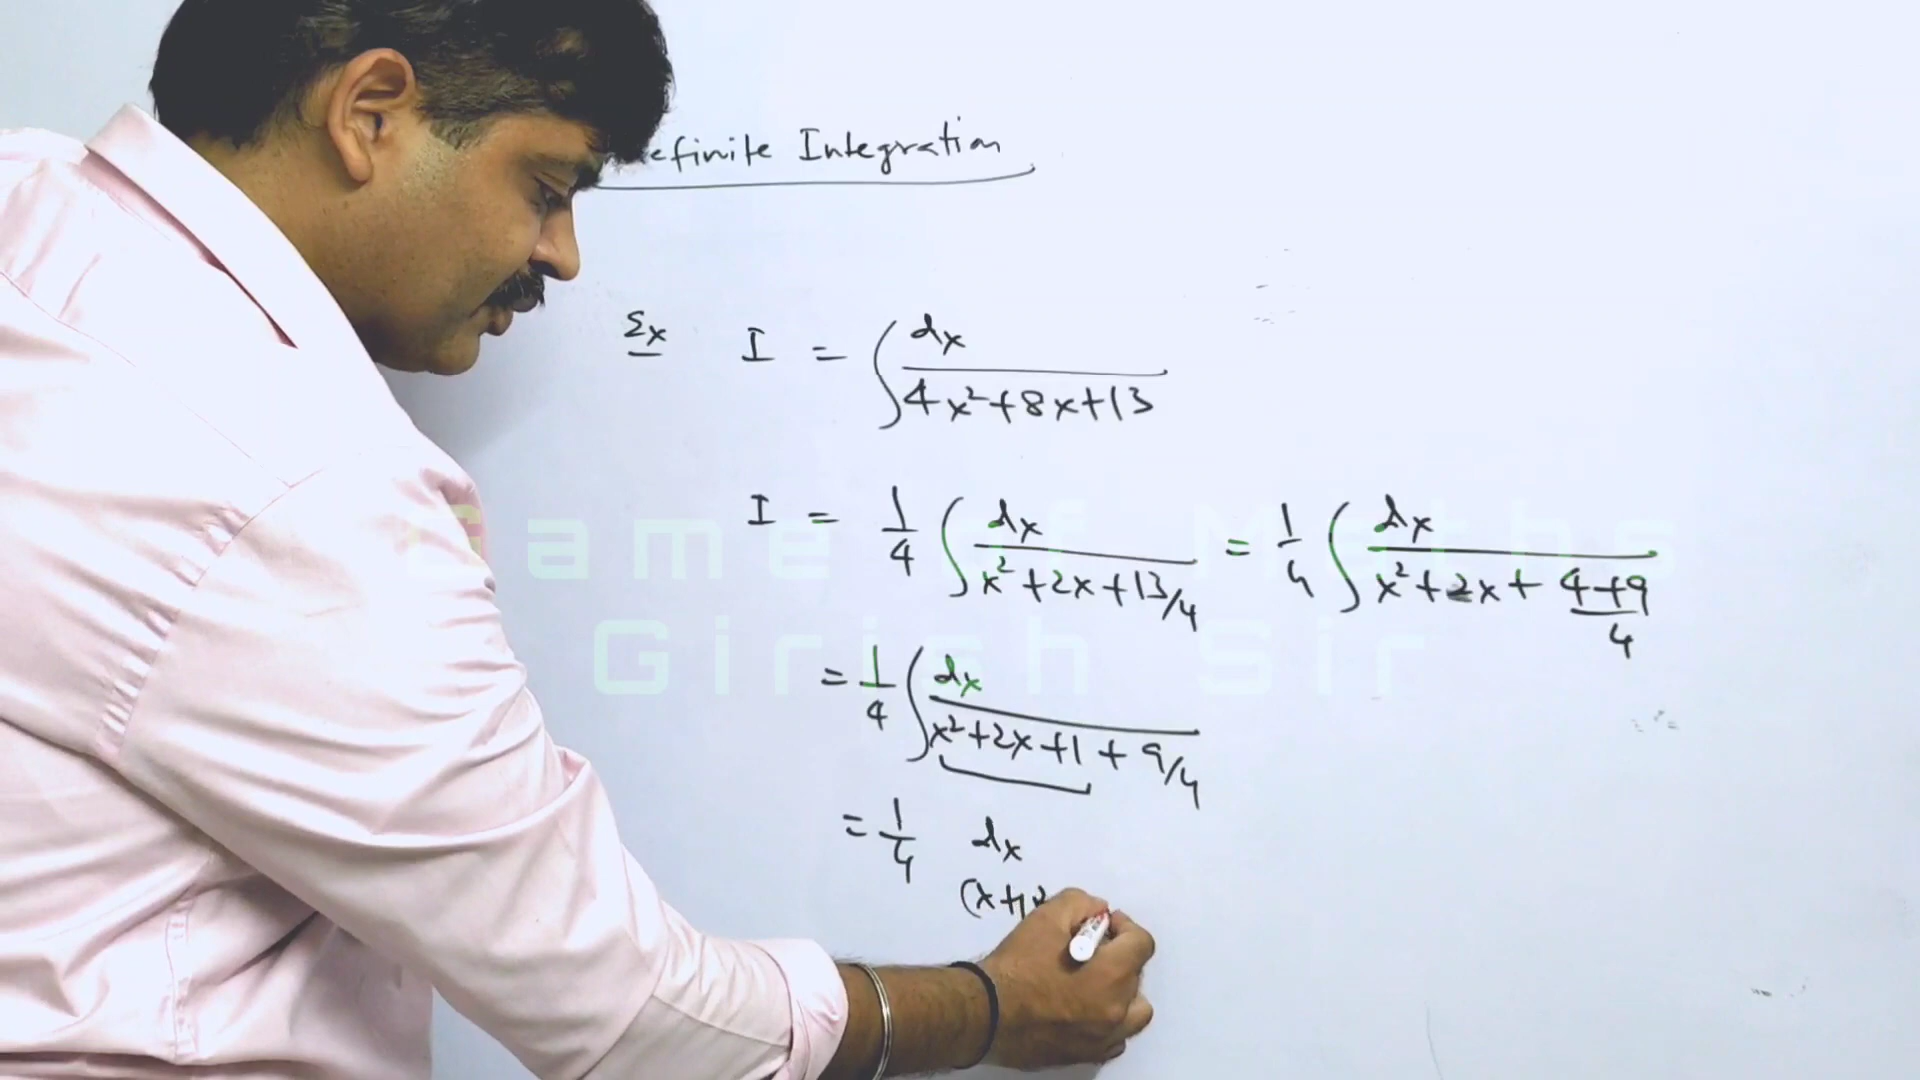 efinite Integration
Ex I = ∫ dx / (4x²+8x+13)
I = 1/4 ∫ dx / (x²+2x+13/4) = 1/4 ∫ dx / (x²+2x+ (4+9)/4)
= 1/4 ∫ dx / (x²+2x+1 + 9/4)
= 1/4 dx
(x+1)²
Game of Maths
Girish Sir